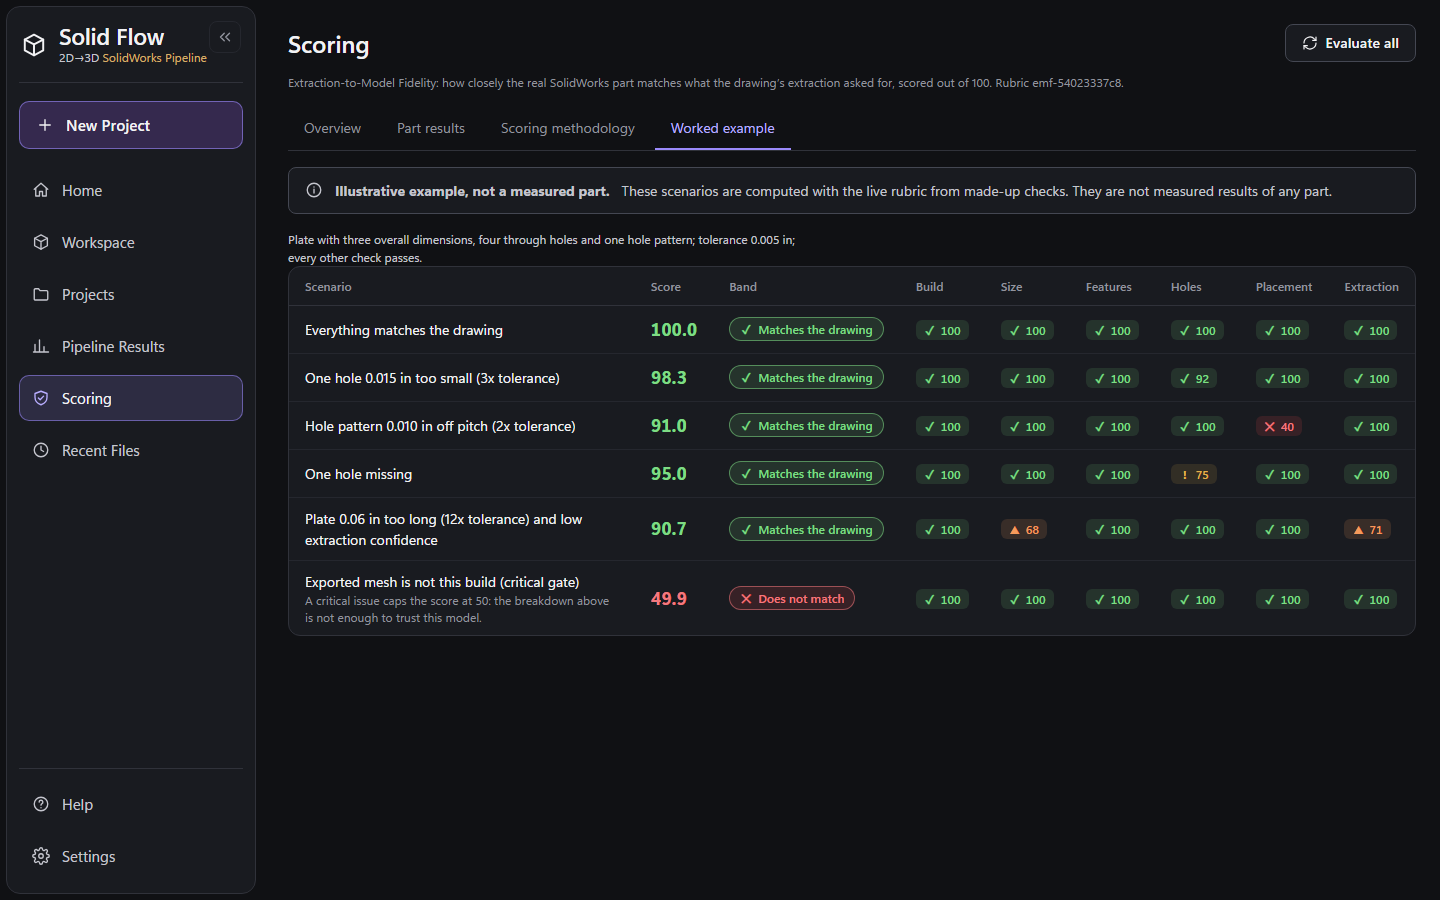 Solid Flow
2D→3D SolidWorks Pipeline
New Project
Home
Workspace
Projects
Pipeline Results
Scoring
Recent Files
Help
Settings
Scoring
Evaluate all
Extraction-to-Model Fidelity: how closely the real SolidWorks part matches what the drawing's extraction asked for, scored out of 100. Rubric emf-54023337c8.
Overview Part results Scoring methodology Worked example
Illustrative example, not a measured part. These scenarios are computed with the live rubric from made-up checks. They are not measured results of any part.
Plate with three overall dimensions, four through holes and one hole pattern; tolerance 0.005 in;
every other check passes.
Scenario Score Band Build Size Features Holes Placement Extraction
Everything matches the drawing 100.0 ✓ Matches the drawing ✓ 100 ✓ 100 ✓ 100 ✓ 100 ✓ 100 ✓ 100
One hole 0.015 in too small (3x tolerance) 98.3 ✓ Matches the drawing ✓ 100 ✓ 100 ✓ 100 ✓ 92 ✓ 100 ✓ 100
Hole pattern 0.010 in off pitch (2x tolerance) 91.0 ✓ Matches the drawing ✓ 100 ✓ 100 ✓ 100 ✓ 100 ✕ 40 ✓ 100
One hole missing 95.0 ✓ Matches the drawing ✓ 100 ✓ 100 ✓ 100 ! 75 ✓ 100 ✓ 100
Plate 0.06 in too long (12x tolerance) and low
extraction confidence 90.7 ✓ Matches the drawing ✓ 100 ▲ 68 ✓ 100 ✓ 100 ✓ 100 ▲ 71
Exported mesh is not this build (critical gate)
A critical issue caps the score at 50: the breakdown above
is not enough to trust this model.
49.9 ✕ Does not match ✓ 100 ✓ 100 ✓ 100 ✓ 100 ✓ 100 ✓ 100